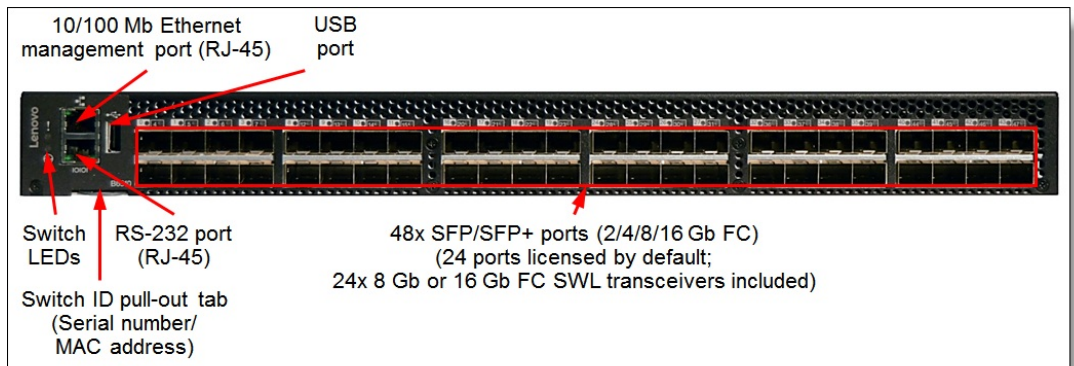 10/100 Mb Ethernet
management port (RJ-45)
USB
port
Lenovo
IOIOI
Switch
LEDs
RS-232 port
(RJ-45)
48x SFP/SFP+ ports (2/4/8/16 Gb FC)
(24 ports licensed by default;
24x 8 Gb or 16 Gb FC SWL transceivers included)
Switch ID pull-out tab
(Serial number/
MAC address)